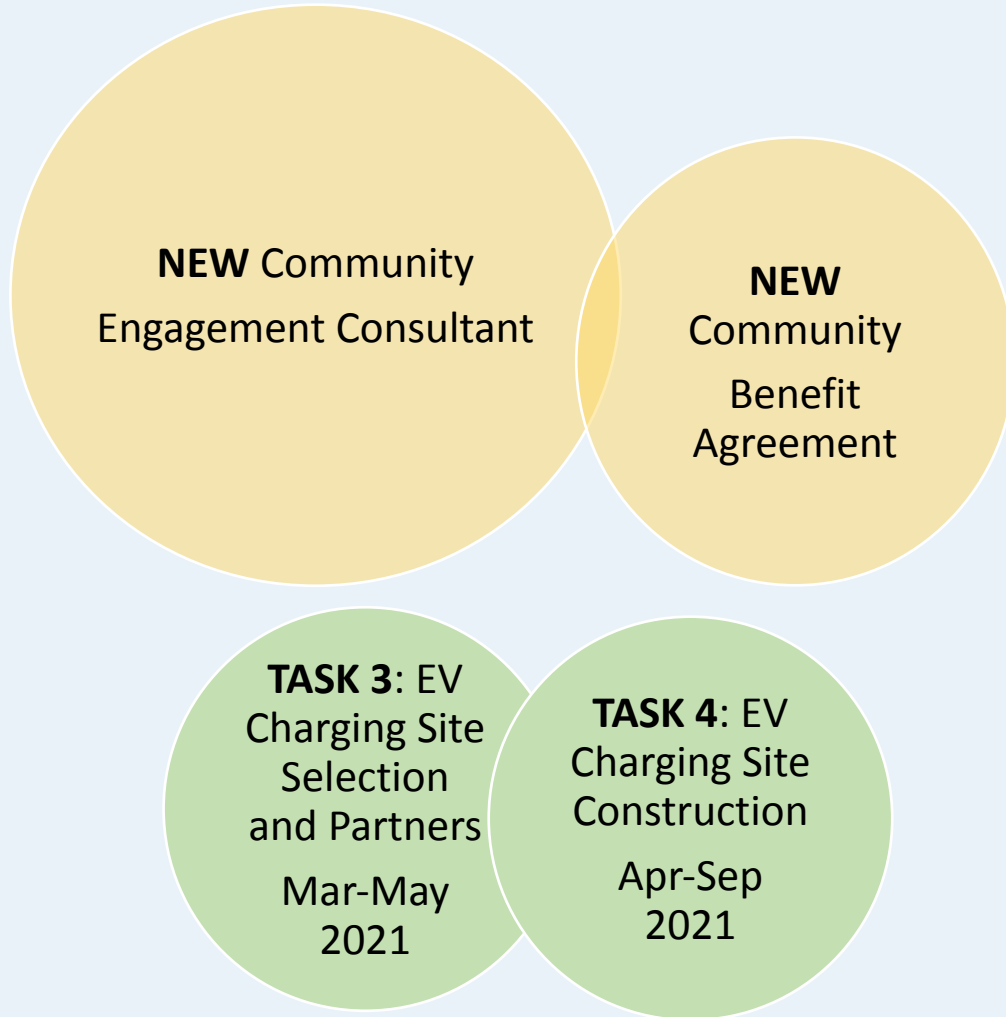 NEW Community
Engagement Consultant
NEW
Community
Benefit
Agreement
TASK 3: EV
Charging Site
Selection
and Partners
Mar-May
2021
TASK 4: EV
Charging Site
Construction
Apr-Sep
2021